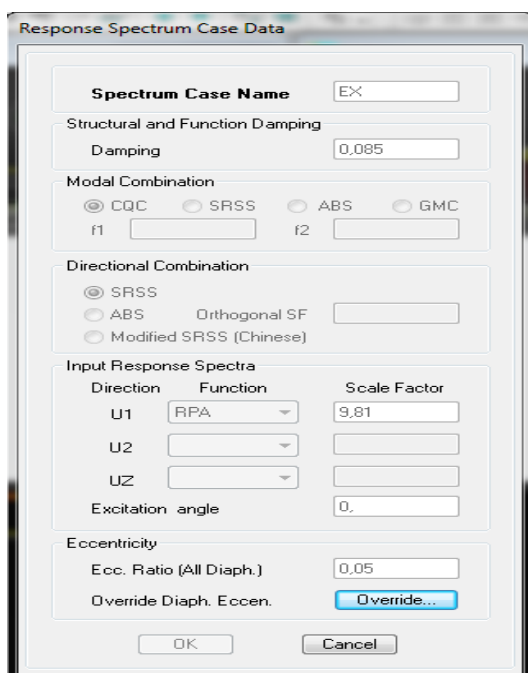 Response Spectrum Case Data
Spectrum Case Name EX
Structural and Function Damping
Damping 0,085
Modal Combination
CQC SRSS ABS GMC
f1 f2
Directional Combination
SRSS
ABS Orthogonal SF
Modified SRSS (Chinese)
Input Response Spectra
Direction Function Scale Factor
U1 RPA 9,81
U2
UZ
Excitation angle 0,
Eccentricity
Ecc. Ratio (All Diaph.) 0,05
Override Diaph. Eccen. Override...
OK Cancel